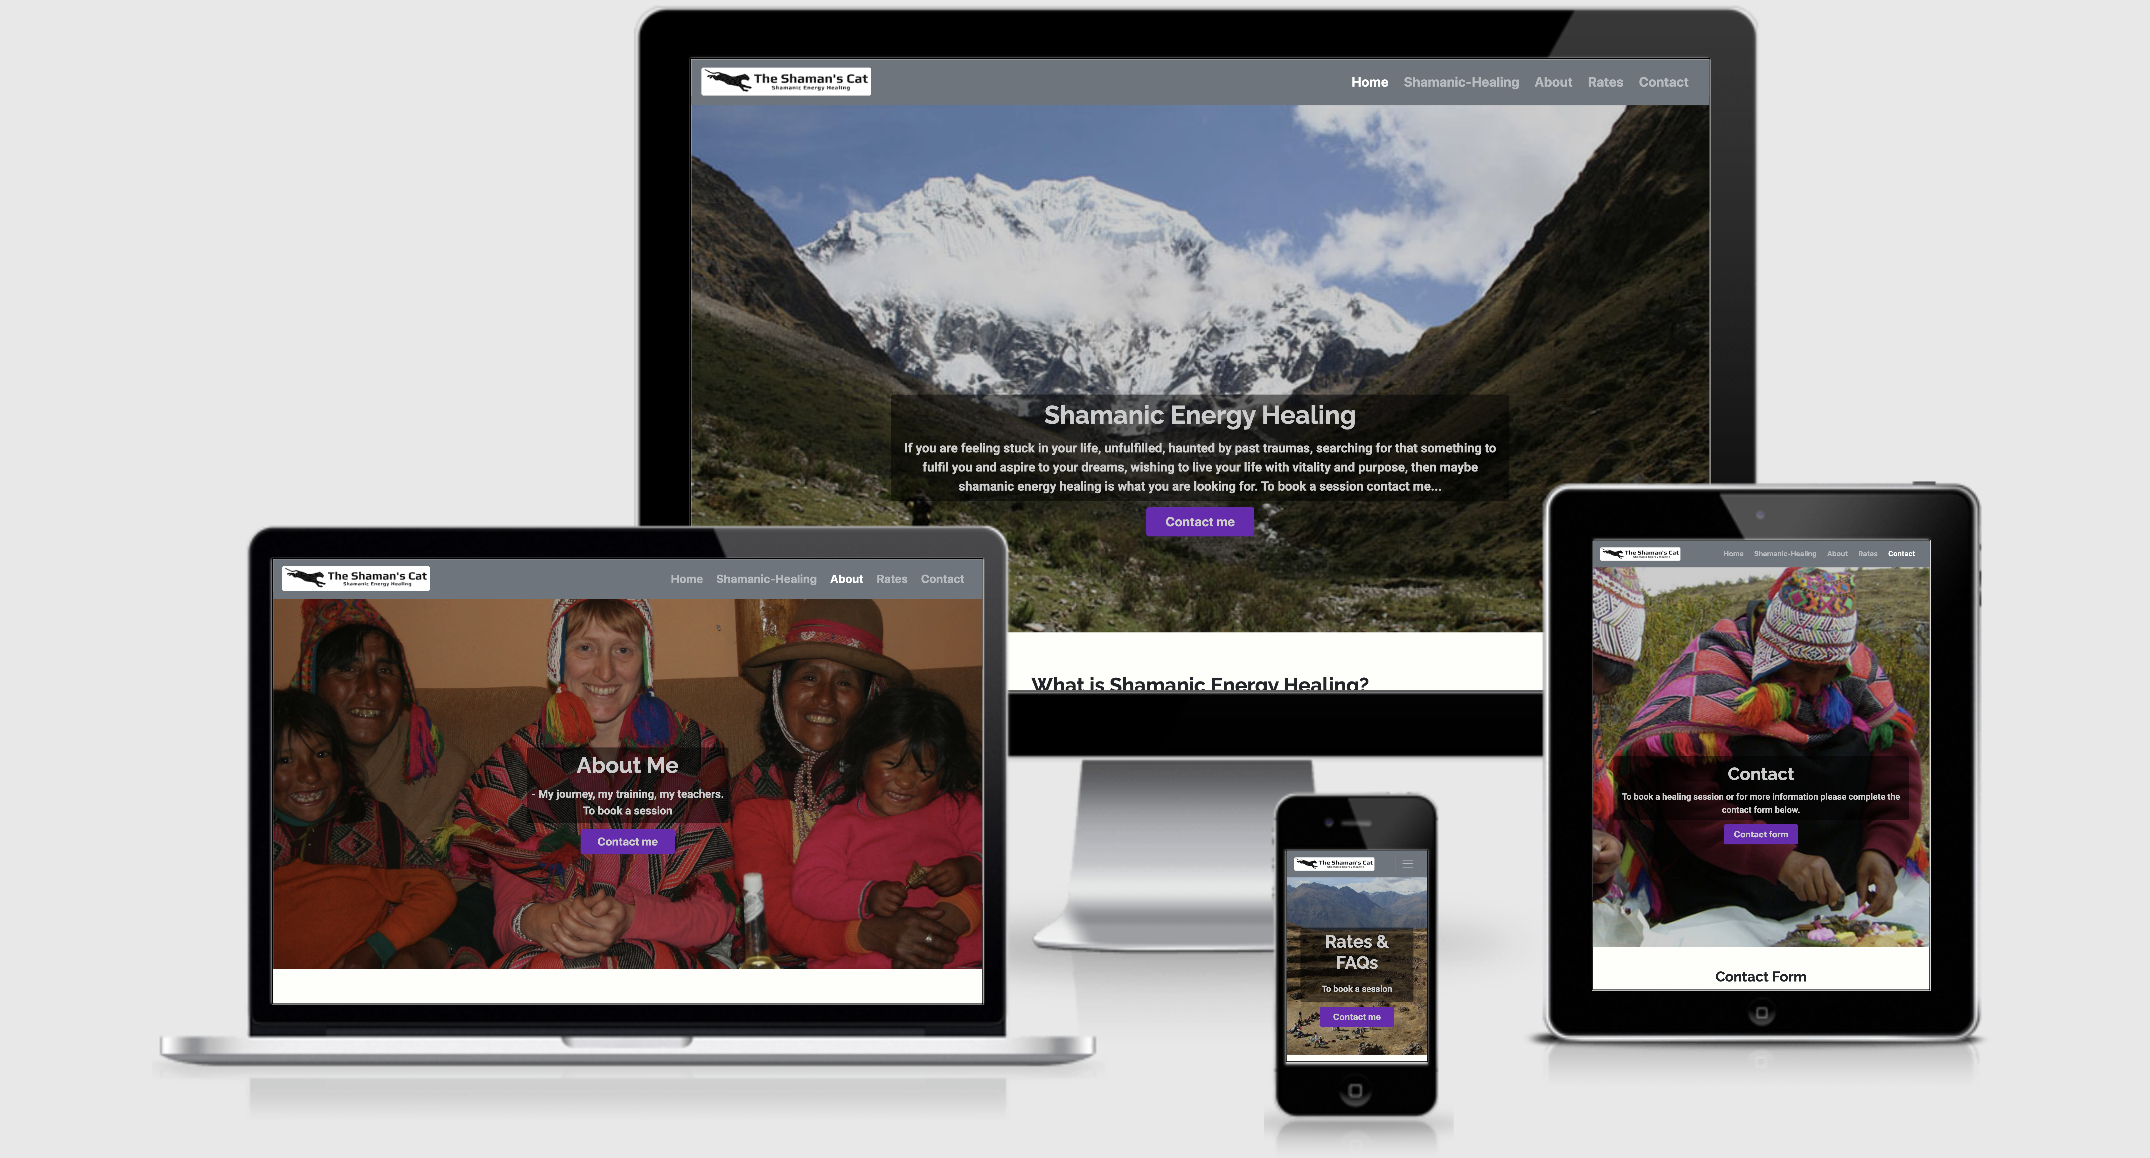 The Shaman's Cat
Shamanic Energy Healing
Home Shamanic-Healing About Rates Contact
Shamanic Energy Healing
If you are feeling stuck in your life, unfulfilled, haunted by past traumas, searching for that something to
fulfil you and aspire to your dreams, wishing to live your life with vitality and purpose, then maybe
shamanic energy healing is what you are looking for. To book a session contact me...
Contact me
What is Shamanic Energy Healing?
The Shaman's Cat
Shamanic Energy Healing
Home Shamanic-Healing About Rates Contact
About Me
- My journey, my training, my teachers.
To book a session
Contact me
The Shaman's Cat
Shamanic Energy Healing
Rates &
FAQs
To book a session
Contact me
The Shaman's Cat
Shamanic Energy Healing
Home Shamanic-Healing About Rates Contact
Contact
To book a healing session or for more information please complete the
contact form below.
Contact form
Contact Form